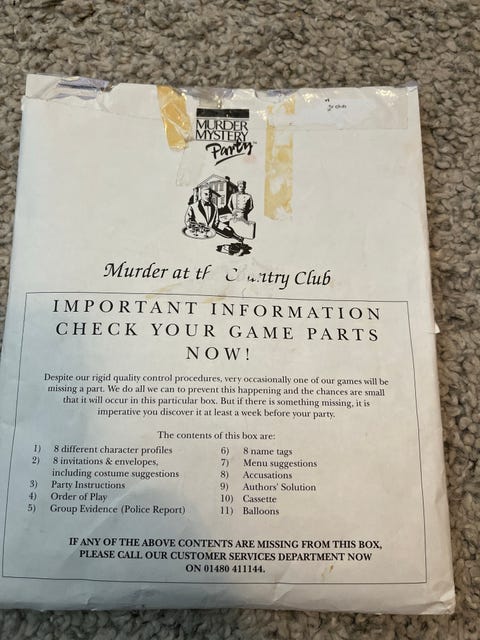 MURDER
MYSTERY
Party™
Murder at th C untry Club
IMPORTANT INFORMATION
CHECK YOUR GAME PARTS
NOW!
Despite our rigid quality control procedures, very occasionally one of our games will be
missing a part. We do all we can to prevent this happening and the chances are small
that it will occur in this particular box. But if there is something missing, it is
imperative you discover it at least a week before your party.
The contents of this box are:
1) 8 different character profiles
2) 8 invitations & envelopes,
including costume suggestions
3) Party Instructions
4) Order of Play
5) Group Evidence (Police Report)
6) 8 name tags
7) Menu suggestions
8) Accusations
9) Authors' Solution
10) Cassette
11) Balloons
IF ANY OF THE ABOVE CONTENTS ARE MISSING FROM THIS BOX,
PLEASE CALL OUR CUSTOMER SERVICES DEPARTMENT NOW
ON 01480 411144.